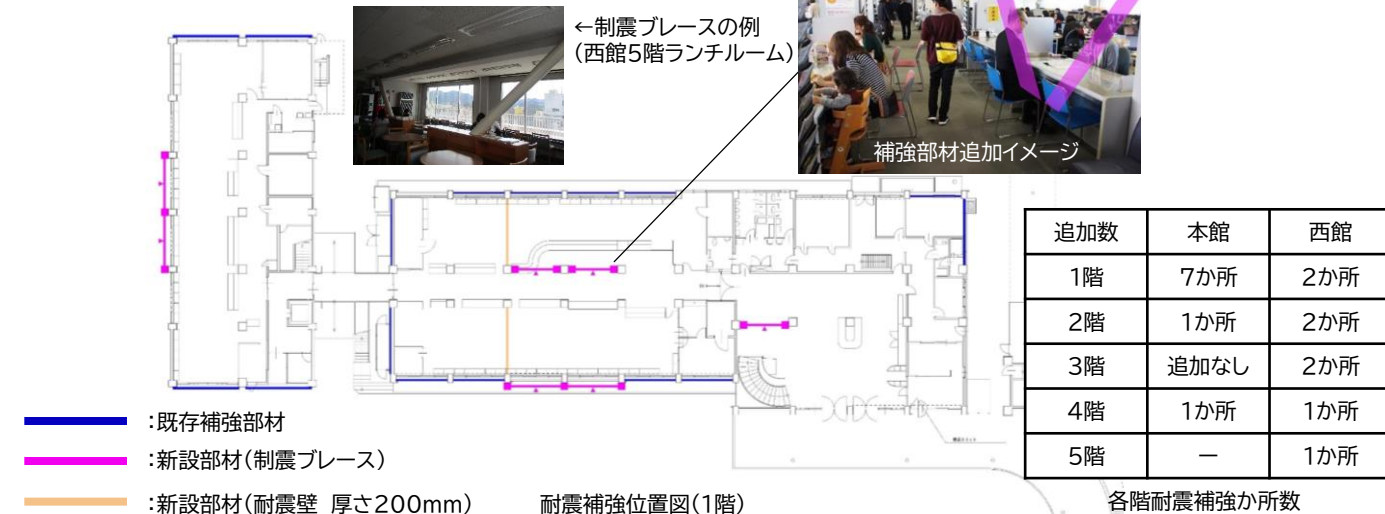 ←制震ブレースの例
(西館5階ランチルーム)
補強部材追加イメージ
追加数 本館 西館
1階 7か所 2か所
2階 1か所 2か所
3階 追加なし 2か所
4階 1か所 1か所
5階 ー 1か所
各階耐震補強か所数
:既存補強部材
:新設部材(制震ブレース)
:新設部材(耐震壁 厚さ200mm)
耐震補強位置図(1階)